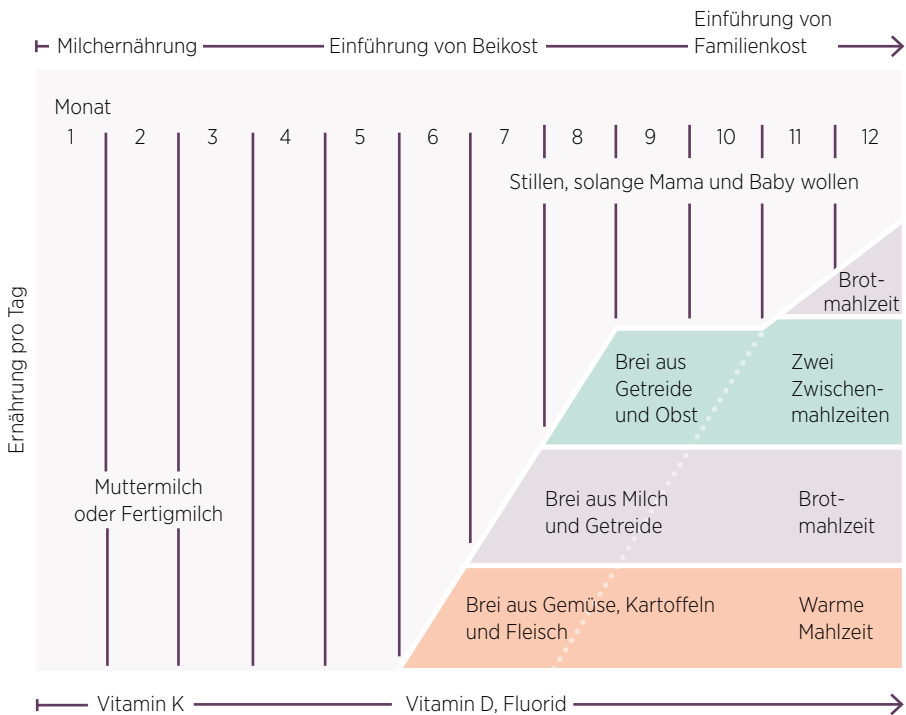 Milchernährung
Einführung von Beikost
Einführung von
Familienkost
Monat
1 2 3 4 5 6 7 8 9 10 11 12
Stillen, solange Mama und Baby wollen
Ernährung pro Tag
Muttermilch
oder Fertigmilch
Brot-
mahlzeit
Brei aus
Getreide
und Obst
Zwei
Zwischen-
mahlzeiten
Brei aus Milch
und Getreide
Brot-
mahlzeit
Brei aus Gemüse, Kartoffeln
und Fleisch
Warme
Mahlzeit
Vitamin K
Vitamin D, Fluorid